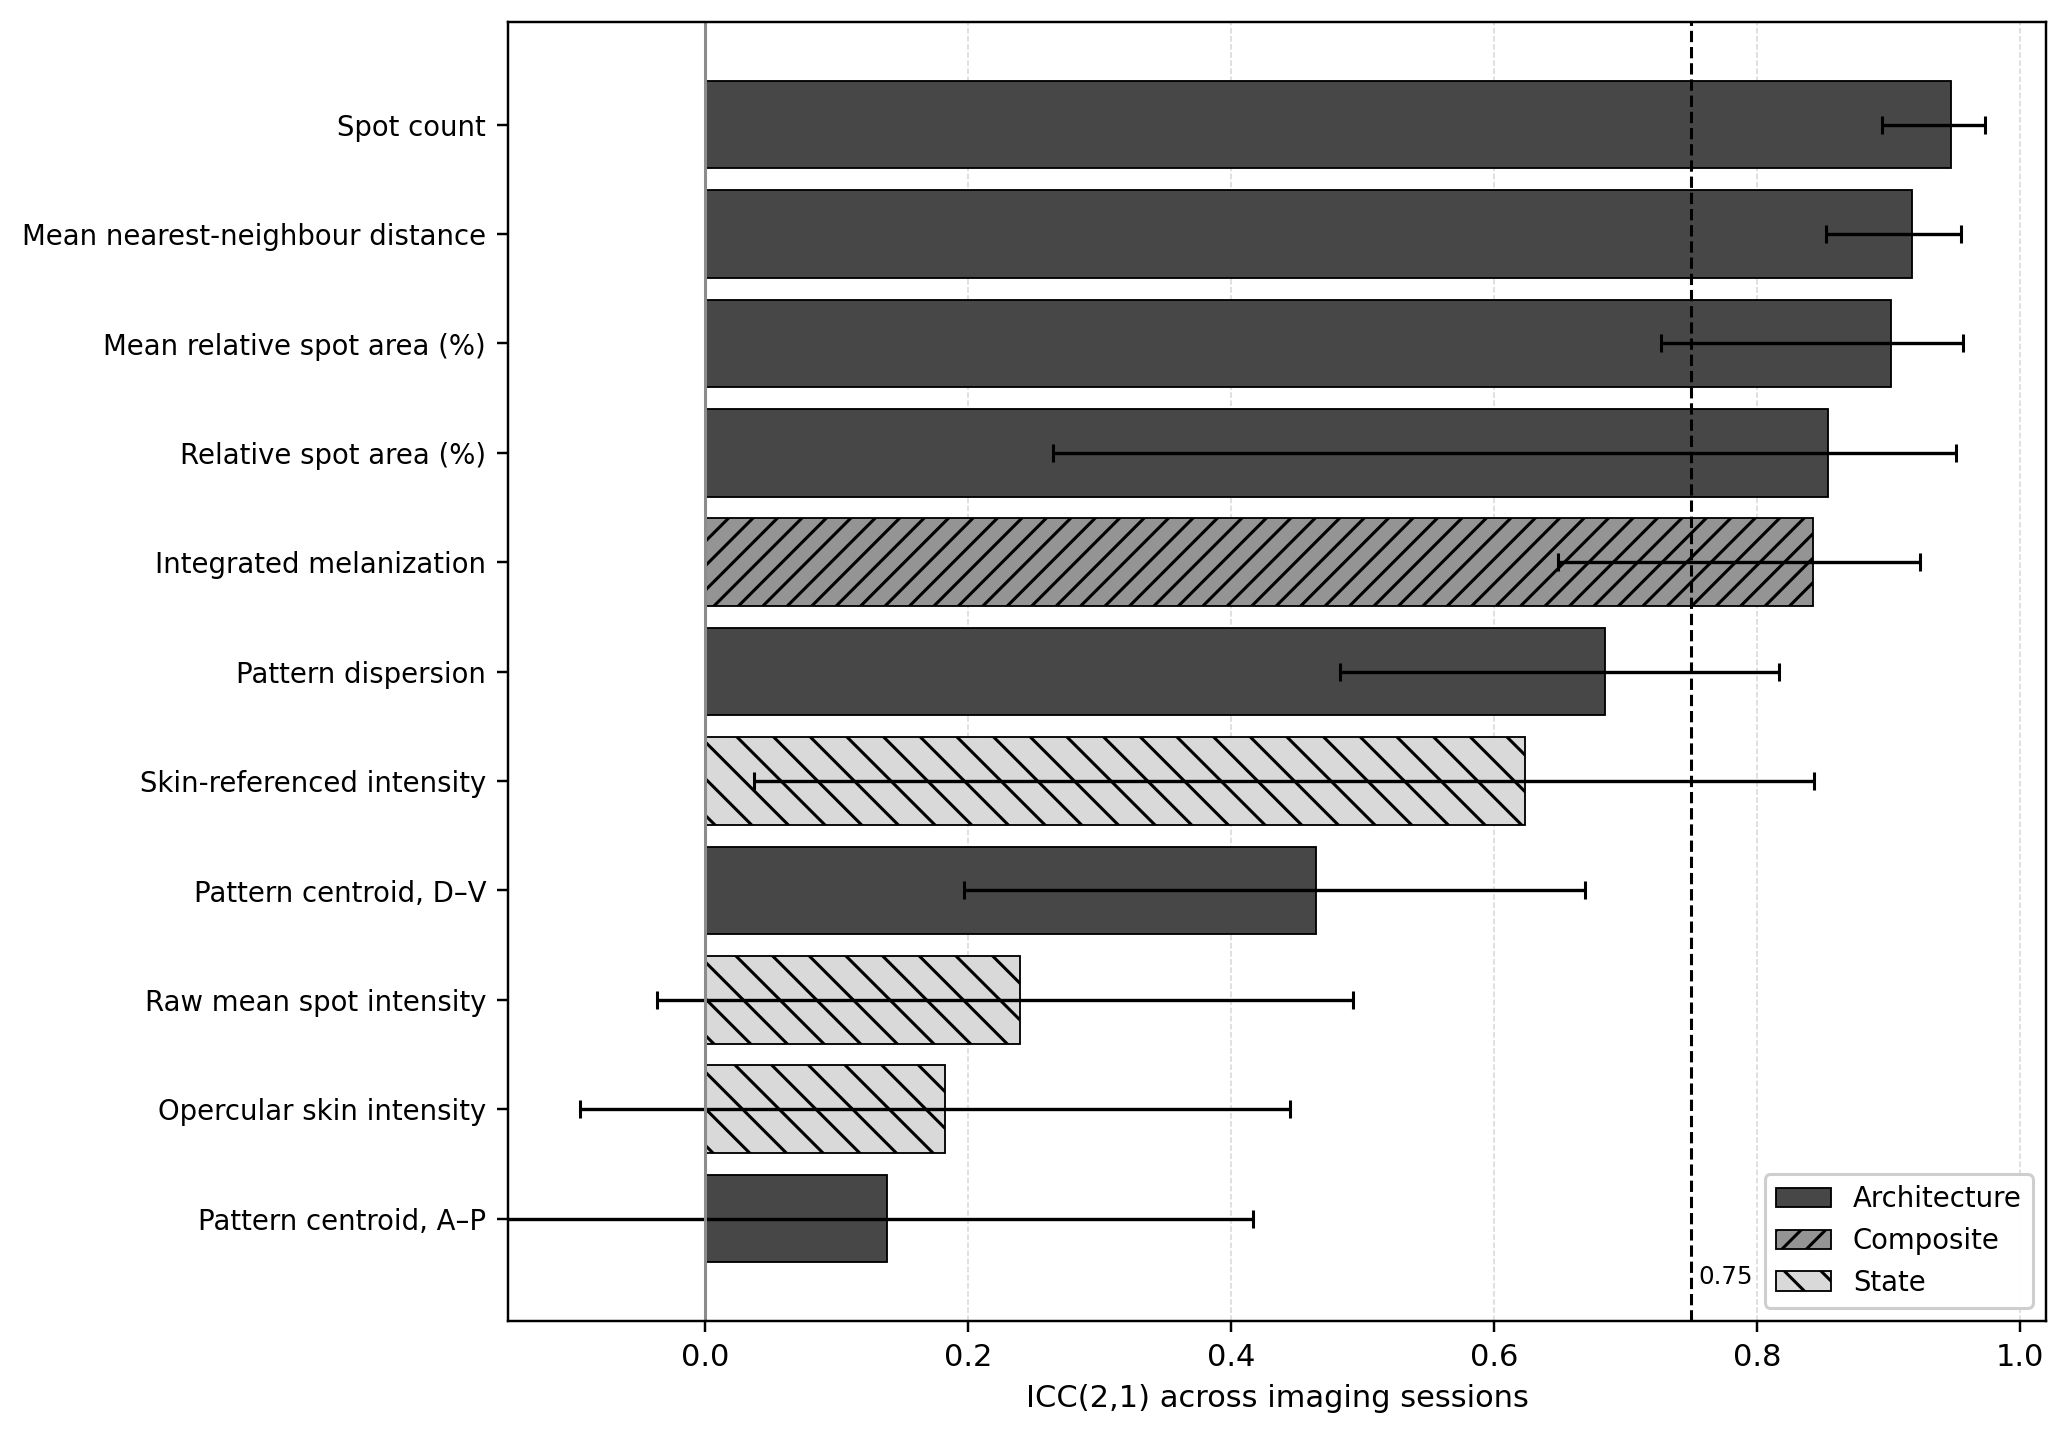 Spot count
Mean nearest-neighbour distance
Mean relative spot area (%)
Relative spot area (%)
Integrated melanization
Pattern dispersion
Skin-referenced intensity
Pattern centroid, D–V
Raw mean spot intensity
Opercular skin intensity
Pattern centroid, A–P
0.75
Architecture
Composite
State
0.0 0.2 0.4 0.6 0.8 1.0
ICC(2,1) across imaging sessions